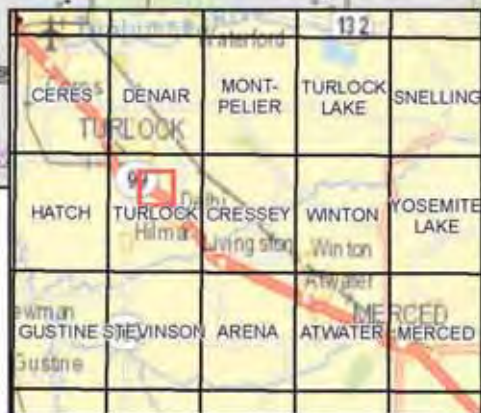 132
Waterford
CERES
DENAIR
MONT-
PELIER
TURLOCK
LAKE
SNELLING
TURLOCK
99
Delhi
HATCH
TURLOCK
CRESSEY
WINTON
YOSEMITE
LAKE
Hilmar
Livingston
Winton
Atwater
MERCED
GUSTINE
STEVINSON
ARENA
ATWATER
MERCED
Gustine